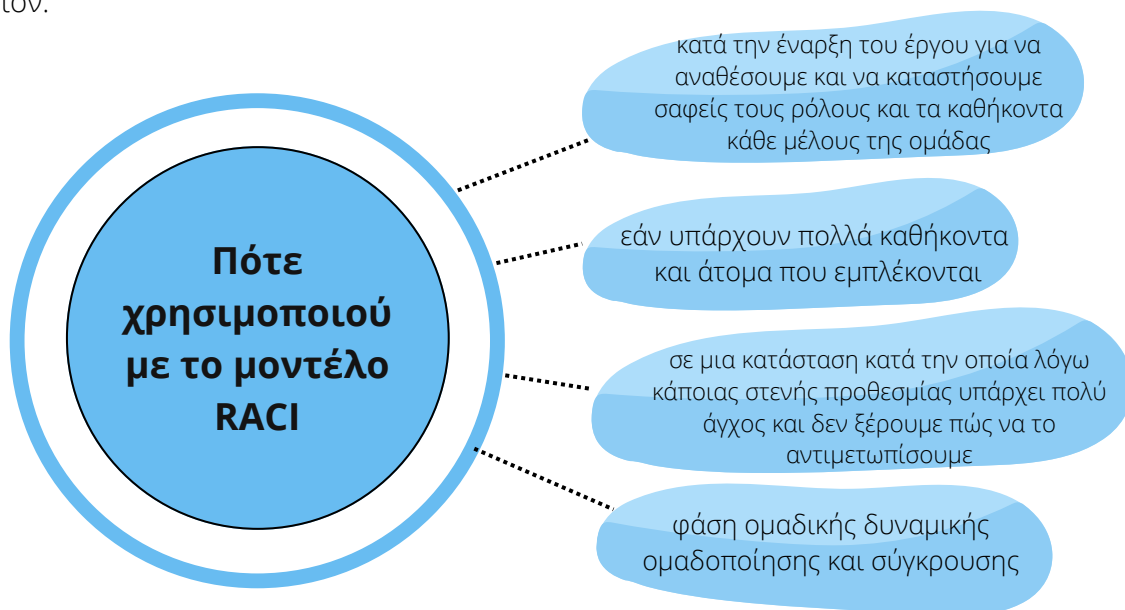 ιον.
κατά την έναρξη του έργου για να
αναθέσουμε και να καταστήσουμε
σαφείς τους ρόλους και τα καθήκοντα
κάθε μέλους της ομάδας
Πότε
χρησιμοποιού
με το μοντέλο
RACI
εάν υπάρχουν πολλά καθήκοντα
και άτομα που εμπλέκονται
σε μια κατάσταση κατά την οποία λόγω
κάποιας στενής προθεσμίας υπάρχει πολύ
άγχος και δεν ξέρουμε πώς να το
αντιμετωπίσουμε
φάση ομαδικής δυναμικής
ομαδοποίησης και σύγκρουσης